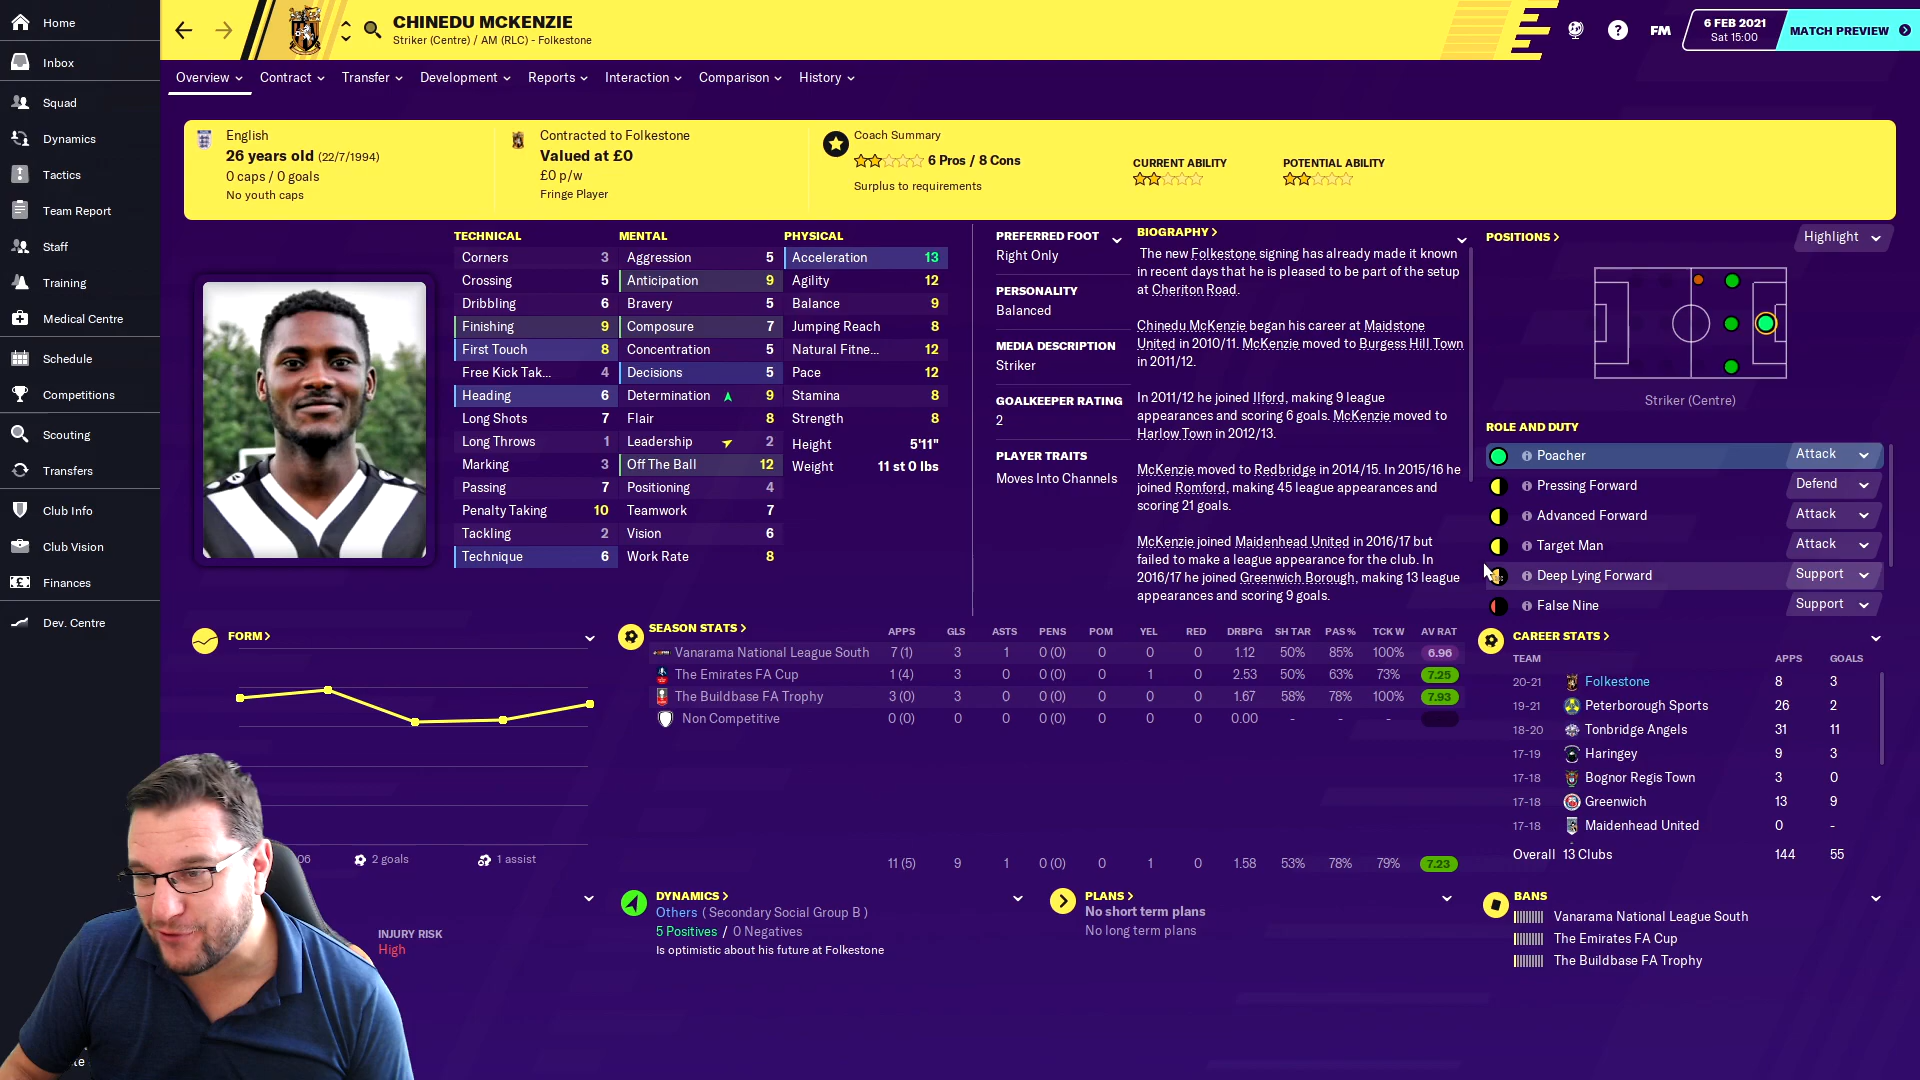 Home
Inbox
Squad
Dynamics
Tactics
Team Report
Staff
Training
Medical Centre
Schedule
Competitions
Scouting
Transfers
Club Info
Club Vision
Finances
Dev. Centre
CHINEDU MCKENZIE
Striker (Centre) / AM (RLC) - Folkestone
FM
6 FEB 2021
Sat 15:00
MATCH PREVIEW
Overview Contract Transfer Development Reports Interaction Comparison History
English
26 years old (22/7/1994)
0 caps / 0 goals
No youth caps
Contracted to Folkestone
Valued at £0
£0 p/w
Fringe Player
Coach Summary
6 Pros / 8 Cons
Surplus to requirements
CURRENT ABILITY
POTENTIAL ABILITY
TECHNICAL
Corners 3
Crossing 5
Dribbling 6
Finishing 9
First Touch 8
Free Kick Tak... 4
Heading 6
Long Shots 7
Long Throws 1
Marking 3
Passing 7
Penalty Taking 10
Tackling 2
Technique 6
MENTAL
Aggression 5
Anticipation 9
Bravery 5
Composure 7
Concentration 5
Decisions 5
Determination 9
Flair 8
Leadership 2
Off The Ball 12
Positioning 4
Teamwork 7
Vision 6
Work Rate 8
PHYSICAL
Acceleration 13
Agility 12
Balance 9
Jumping Reach 8
Natural Fitne... 12
Pace 12
Stamina 8
Strength 8
Height 5'11"
Weight 11 st 0 lbs
PREFERRED FOOT
Right Only
PERSONALITY
Balanced
MEDIA DESCRIPTION
Striker
GOALKEEPER RATING
2
PLAYER TRAITS
Moves Into Channels
BIOGRAPHY >
The new Folkestone signing has already made it known
in recent days that he is pleased to be part of the setup
at Cheriton Road.
Chinedu McKenzie began his career at Maidstone
United in 2010/11. McKenzie moved to Burgess Hill Town
in 2011/12.
In 2011/12 he joined Ilford, making 9 league
appearances and scoring 6 goals. McKenzie moved to
Harlow Town in 2012/13.
McKenzie moved to Redbridge in 2014/15. In 2015/16 he
joined Romford, making 45 league appearances and
scoring 21 goals.
McKenzie joined Maidenhead United in 2016/17 but
failed to make a league appearance for the club. In
2016/17 he joined Greenwich Borough, making 13 league
appearances and scoring 9 goals.
POSITIONS >
Highlight
Striker (Centre)
ROLE AND DUTY
Poacher Attack
Pressing Forward Defend
Advanced Forward Attack
Target Man Attack
Deep Lying Forward Support
False Nine Support
FORM >
06 2 goals 1 assist
SEASON STATS > APPS GLS ASTS PENS POM YEL RED DRBPG SH TAR PAS % TCK W AV RAT
Vanarama National League South 7 (1) 3 1 0 (0) 0 0 0 1.12 50% 85% 100% 6.96
The Emirates FA Cup 1 (4) 3 0 0 (0) 0 1 0 2.53 50% 63% 73% 7.25
The Buildbase FA Trophy 3 (0) 3 0 0 (0) 0 0 0 1.67 58% 78% 100% 7.93
Non Competitive 0 (0) 0 0 0 (0) 0 0 0 0.00 - - -
11 (5) 9 1 0 (0) 0 1 0 1.58 53% 78% 79% 7.23
CAREER STATS >
TEAM APPS GOALS
20-21 Folkestone 8 3
19-21 Peterborough Sports 26 2
18-20 Tonbridge Angels 31 11
17-19 Haringey 9 3
17-18 Bognor Regis Town 3 0
17-18 Greenwich 13 9
17-18 Maidenhead United 0 -
Overall 13 Clubs 144 55
INJURY RISK
High
DYNAMICS >
Others ( Secondary Social Group B )
5 Positives / 0 Negatives
Is optimistic about his future at Folkestone
PLANS >
No short term plans
No long term plans
BANS
Vanarama National League South
The Emirates FA Cup
The Buildbase FA Trophy